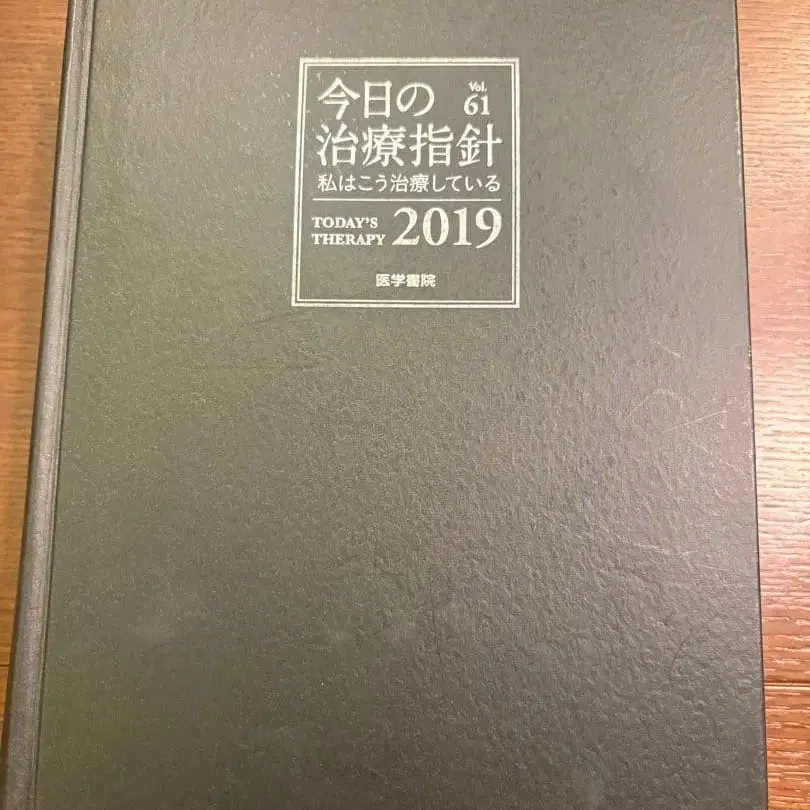 今日の Vol. 61
治療指針
私はこう治療している
TODAY'S
THERAPY 2019
医学書院